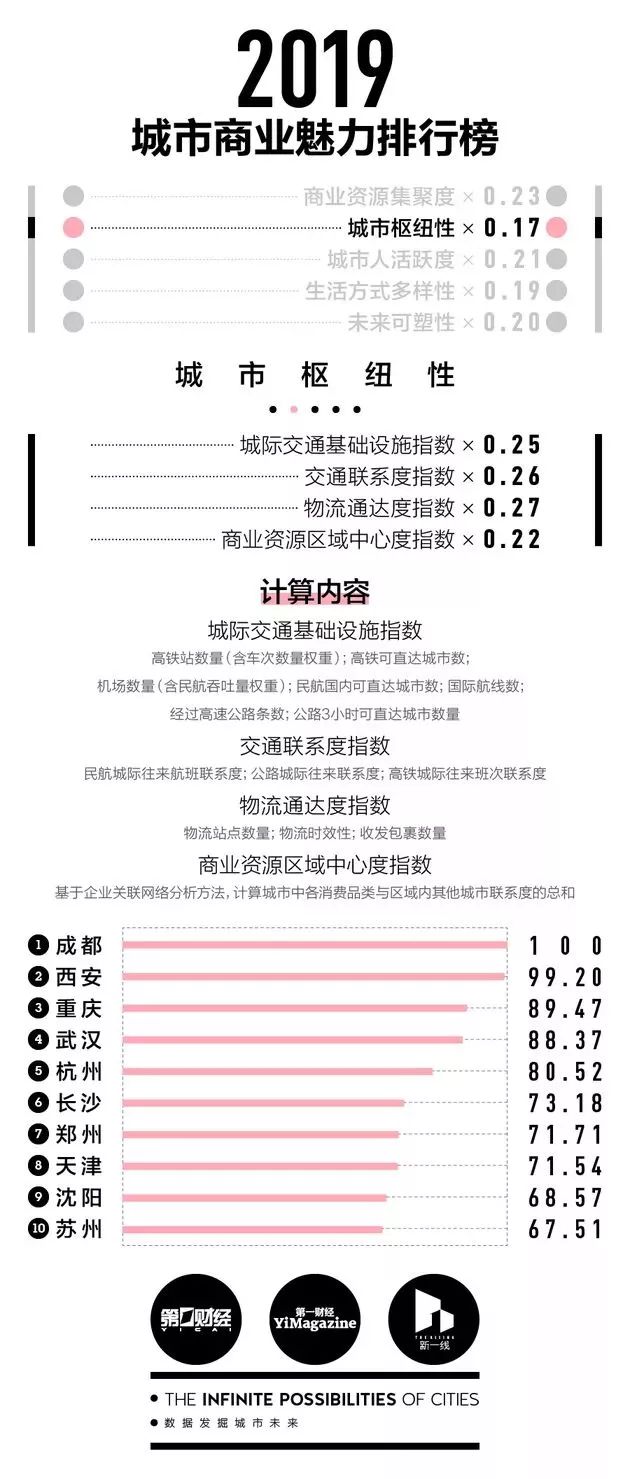 2019
城市商业魅力排行榜
商业资源集聚度 × 0.23
城市枢纽性 × 0.17
城市人活跃度 × 0.21
生活方式多样性 × 0.19
未来可塑性 × 0.20
城市枢纽性
城际交通基础设施指数 × 0.25
交通联系度指数 × 0.26
物流通达度指数 × 0.27
商业资源区域中心度指数 × 0.22
计算内容
城际交通基础设施指数
高铁站数量(含车次数量权重); 高铁可直达城市数;
机场数量(含民航吞吐量权重); 民航国内可直达城市数; 国际航线数;
经过高速公路条数; 公路3小时可直达城市数量
交通联系度指数
民航城际往来航班联系度; 公路城际往来联系度; 高铁城际往来班次联系度
物流通达度指数
物流站点数量; 物流时效性; 收发包裹数量
商业资源区域中心度指数
基于企业关联网络分析方法, 计算城市中各消费品类与区域内其他城市联系度的总和
1 成都 100
2 西安 99.20
3 重庆 89.47
4 武汉 88.37
5 杭州 80.52
6 长沙 73.18
7 郑州 71.71
8 天津 71.54
9 沈阳 68.57
10 苏州 67.51
第一财经
YICAI
第一财经
YiMagazine
THE RISING
新一线
• THE INFINITE POSSIBILITIES OF CITIES
• 数据发掘城市未来